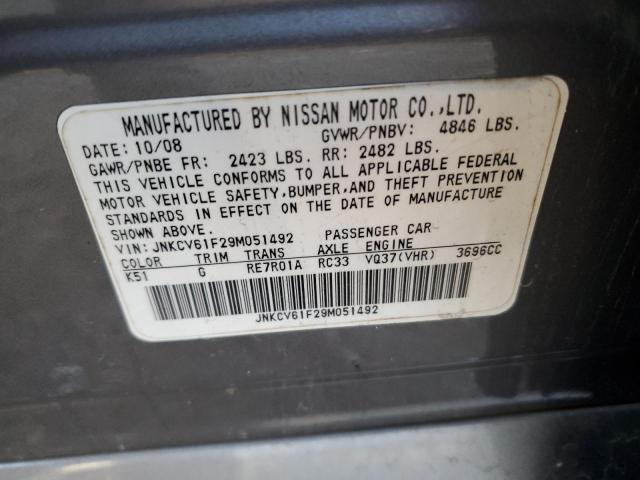 MANUFACTURED BY NISSAN MOTOR CO.,LTD.
DATE: 10/08 GVWR/PNBV: 4846 LBS.
GAWR/PNBE FR: 2423 LBS. RR: 2482 LBS.
THIS VEHICLE CONFORMS TO ALL APPLICABLE FEDERAL
MOTOR VEHICLE SAFETY,BUMPER,AND THEFT PREVENTION
STANDARDS IN EFFECT ON THE DATE OF MANUFACTURE
SHOWN ABOVE.
VIN: JNKCV61F29M051492 PASSENGER CAR
COLOR TRIM TRANS AXLE ENGINE
K51 G RE7R01A RC33 VQ37(VHR) 3696CC
JNKCV61F29M051492